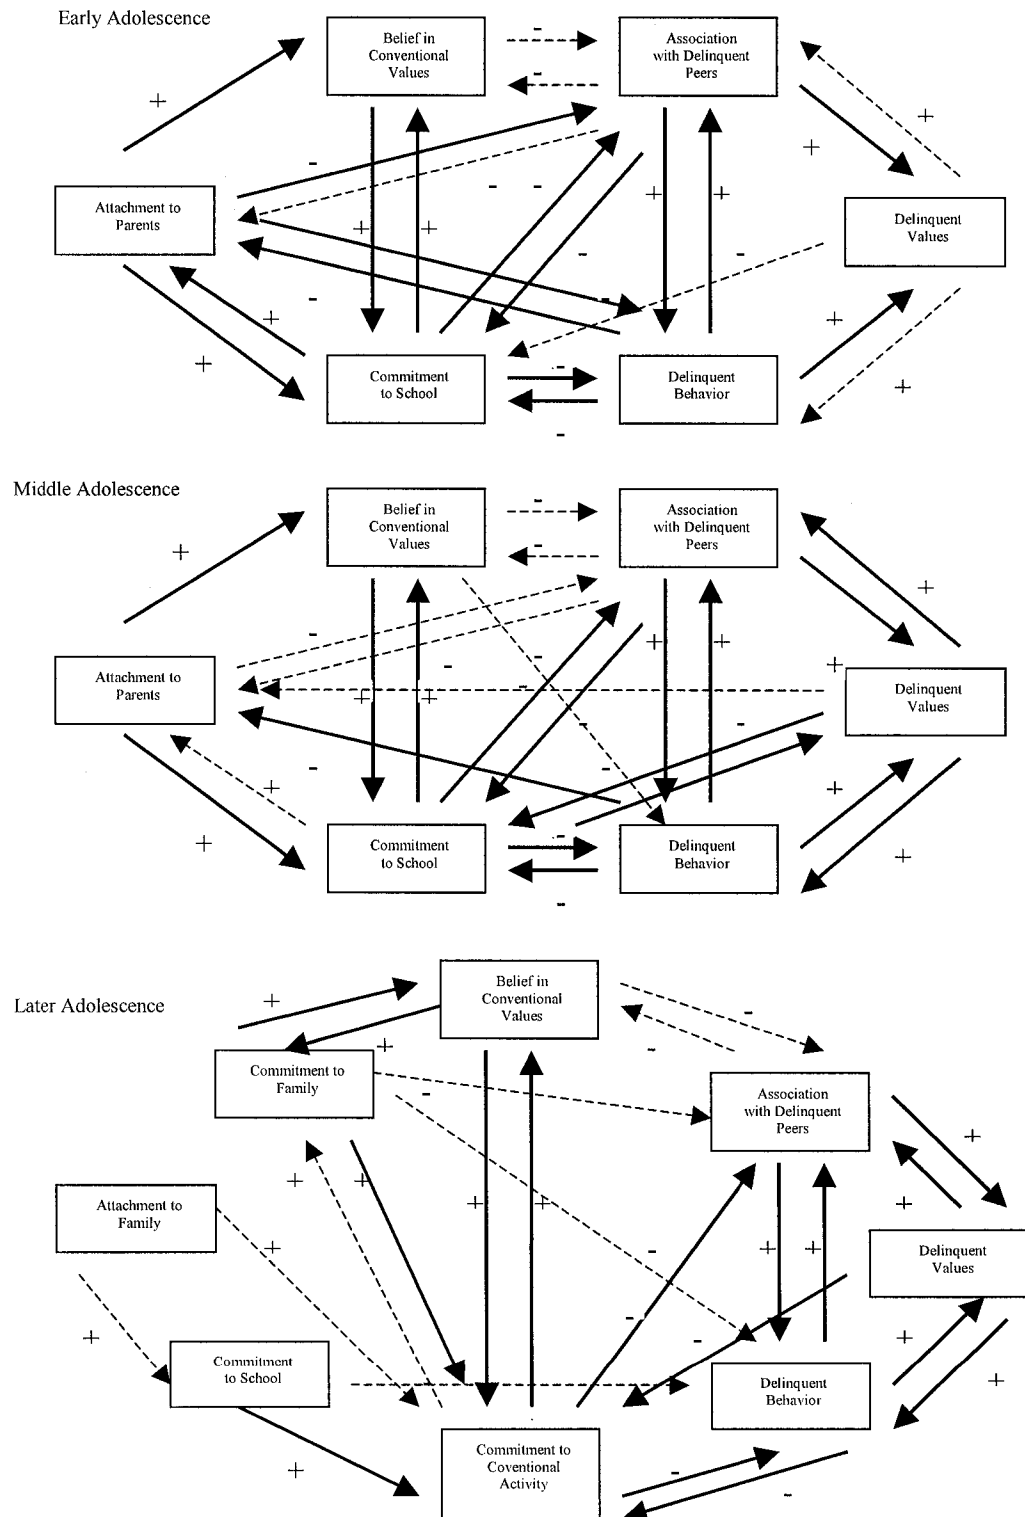 Early Adolescence
Belief in
Conventional
Values
Association
with Delinquent
Peers
Attachment to
Parents
Delinquent
Values
Commitment
to School
Delinquent
Behavior
Middle Adolescence
Belief in
Conventional
Values
Association
with Delinquent
Peers
Attachment to
Parents
Delinquent
Values
Commitment
to School
Delinquent
Behavior
Later Adolescence
Belief in
Conventional
Values
Commitment to
Family
Association
with Delinquent
Peers
Attachment to
Family
Delinquent
Values
Commitment
to School
Delinquent
Behavior
Commitment to
Coventional
Activity